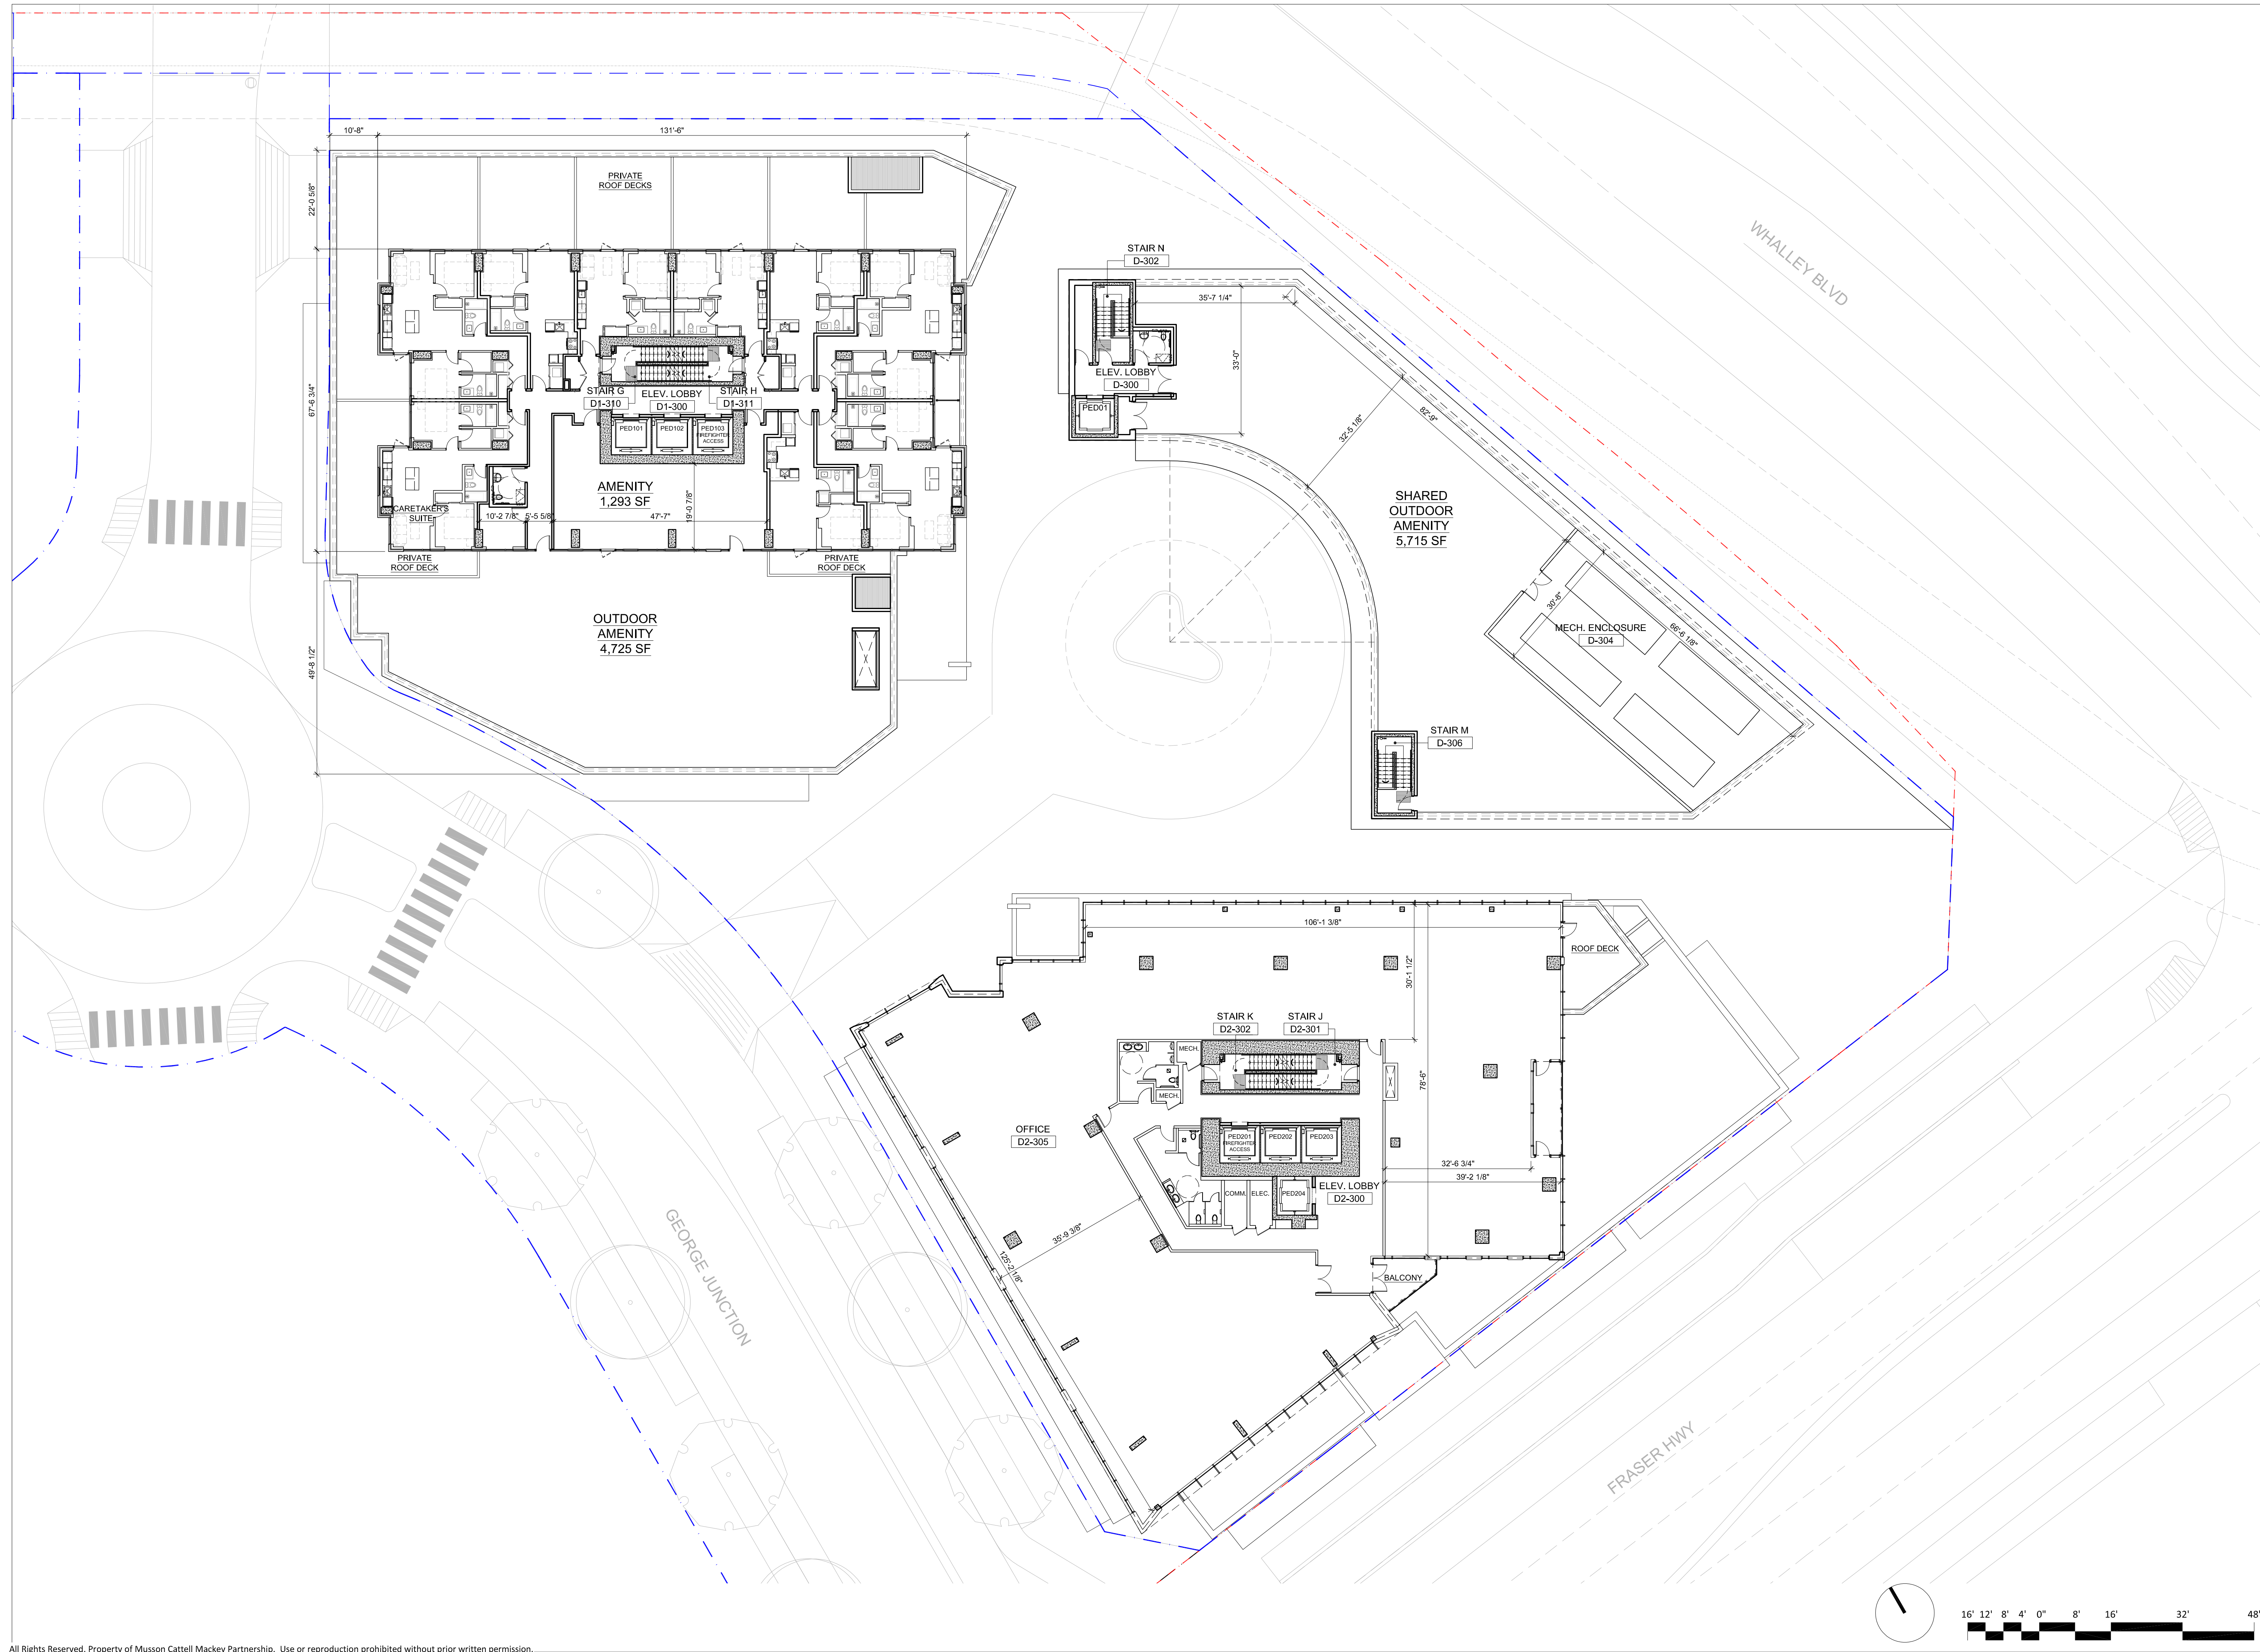 10'-8"
131'-6"
PRIVATE
ROOF DECKS
22'-0 5/8"
WHALLEY BLVD
STAIR N
D-302
35'-7 1/4"
33'-0"
ELEV. LOBBY
D-300
PED01
82'-9"
32'-5 1/8"
67'-6 3/4"
STAIR G
D1-310
ELEV. LOBBY
D1-300
STAIR H
D1-311
PED101
PED102
PED103
FIREFIGHTER
ACCESS
AMENITY
1,293 SF
19'-0 7/8"
CARETAKER'S
SUITE
10'-2 7/8"
5'-5 5/8"
47'-7"
SHARED
OUTDOOR
AMENITY
5,715 SF
PRIVATE
ROOF DECK
PRIVATE
ROOF DECK
30'-8"
MECH. ENCLOSURE
D-304
66'-6 1/8"
OUTDOOR
AMENITY
4,725 SF
49'-8 1/2"
STAIR M
D-306
106'-1 3/8"
ROOF DECK
30'-1 1/2"
STAIR K
D2-302
STAIR J
D2-301
MECH.
MECH.
78'-6"
OFFICE
D2-305
PED201
FIREFIGHTER
ACCESS
PED202
PED203
32'-6 3/4"
39'-2 1/8"
COMM.
ELEC.
PED204
ELEV. LOBBY
D2-300
35'-9 3/8"
125'-2 1/8"
BALCONY
GEORGE JUNCTION
FRASER HWY
16' 12' 8' 4' 0" 8' 16' 32' 48'
All Rights Reserved. Property of Musson Cattell Mackey Partnership. Use or reproduction prohibited without prior written permission.